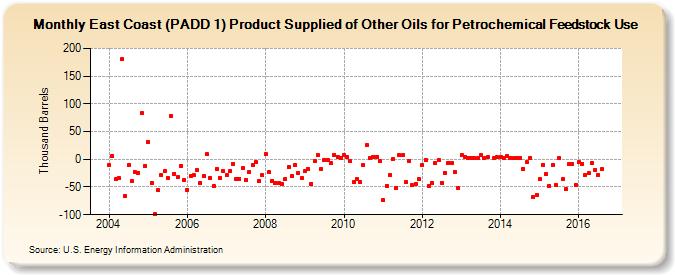 Monthly East Coast (PADD 1) Product Supplied of Other Oils for Petrochemical Feedstock Use
Thousand Barrels
200
150
100
50
0
-50
-100
2004 2006 2008 2010 2012 2014 2016
Source: U.S. Energy Information Administration